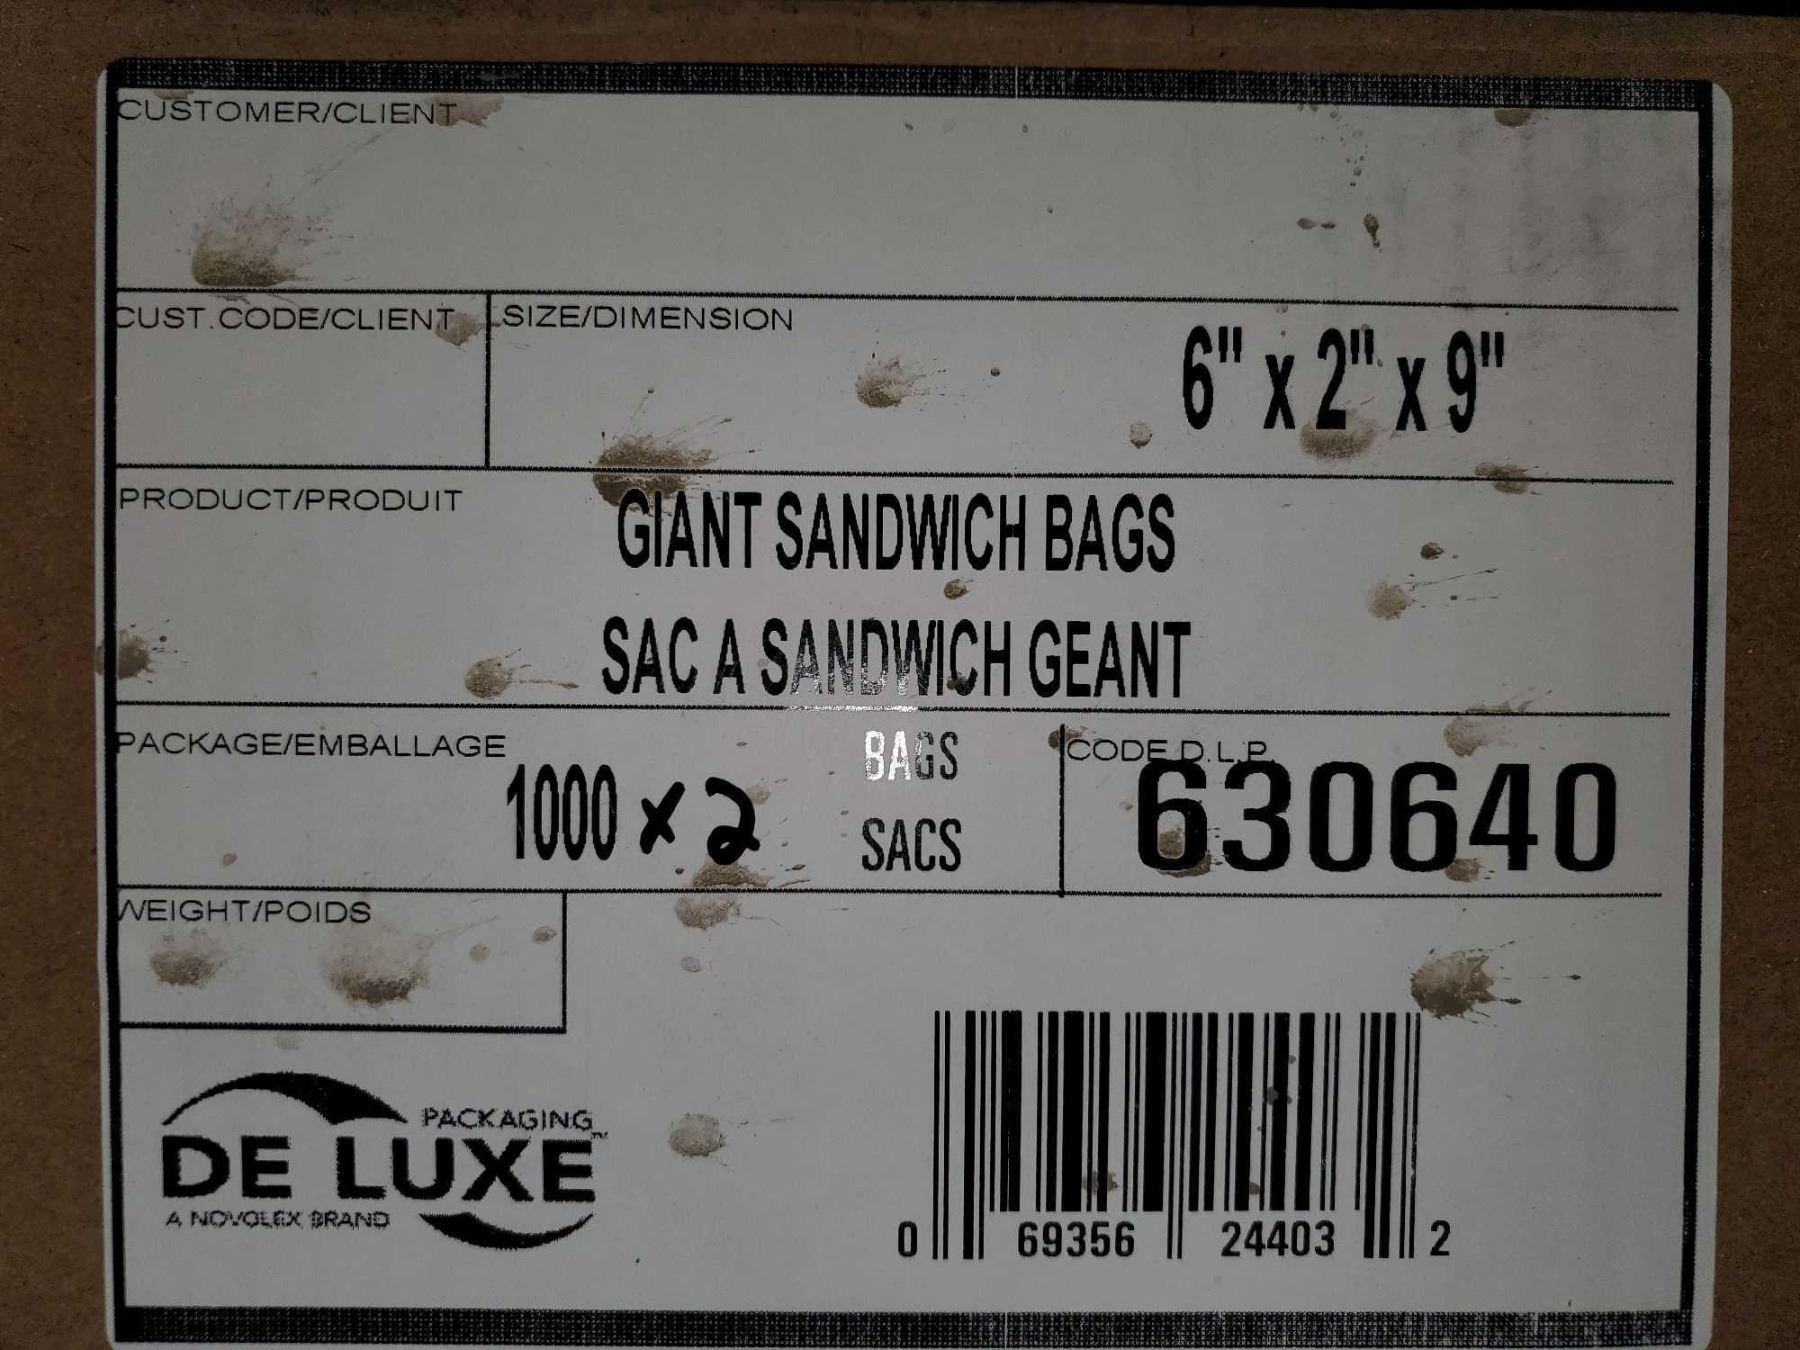 CUSTOMER/CLIENT
CUST.CODE/CLIENT
SIZE/DIMENSION
6" x 2" x 9"
PRODUCT/PRODUIT
GIANT SANDWICH BAGS
SAC A SANDWICH GEANT
PACKAGE/EMBALLAGE
1000 x 2
BAGS
SACS
CODE D.L.P.
630640
WEIGHT/POIDS
PACKAGING
DE LUXE
A NOVOLEX BRAND
0 69356 24403 2